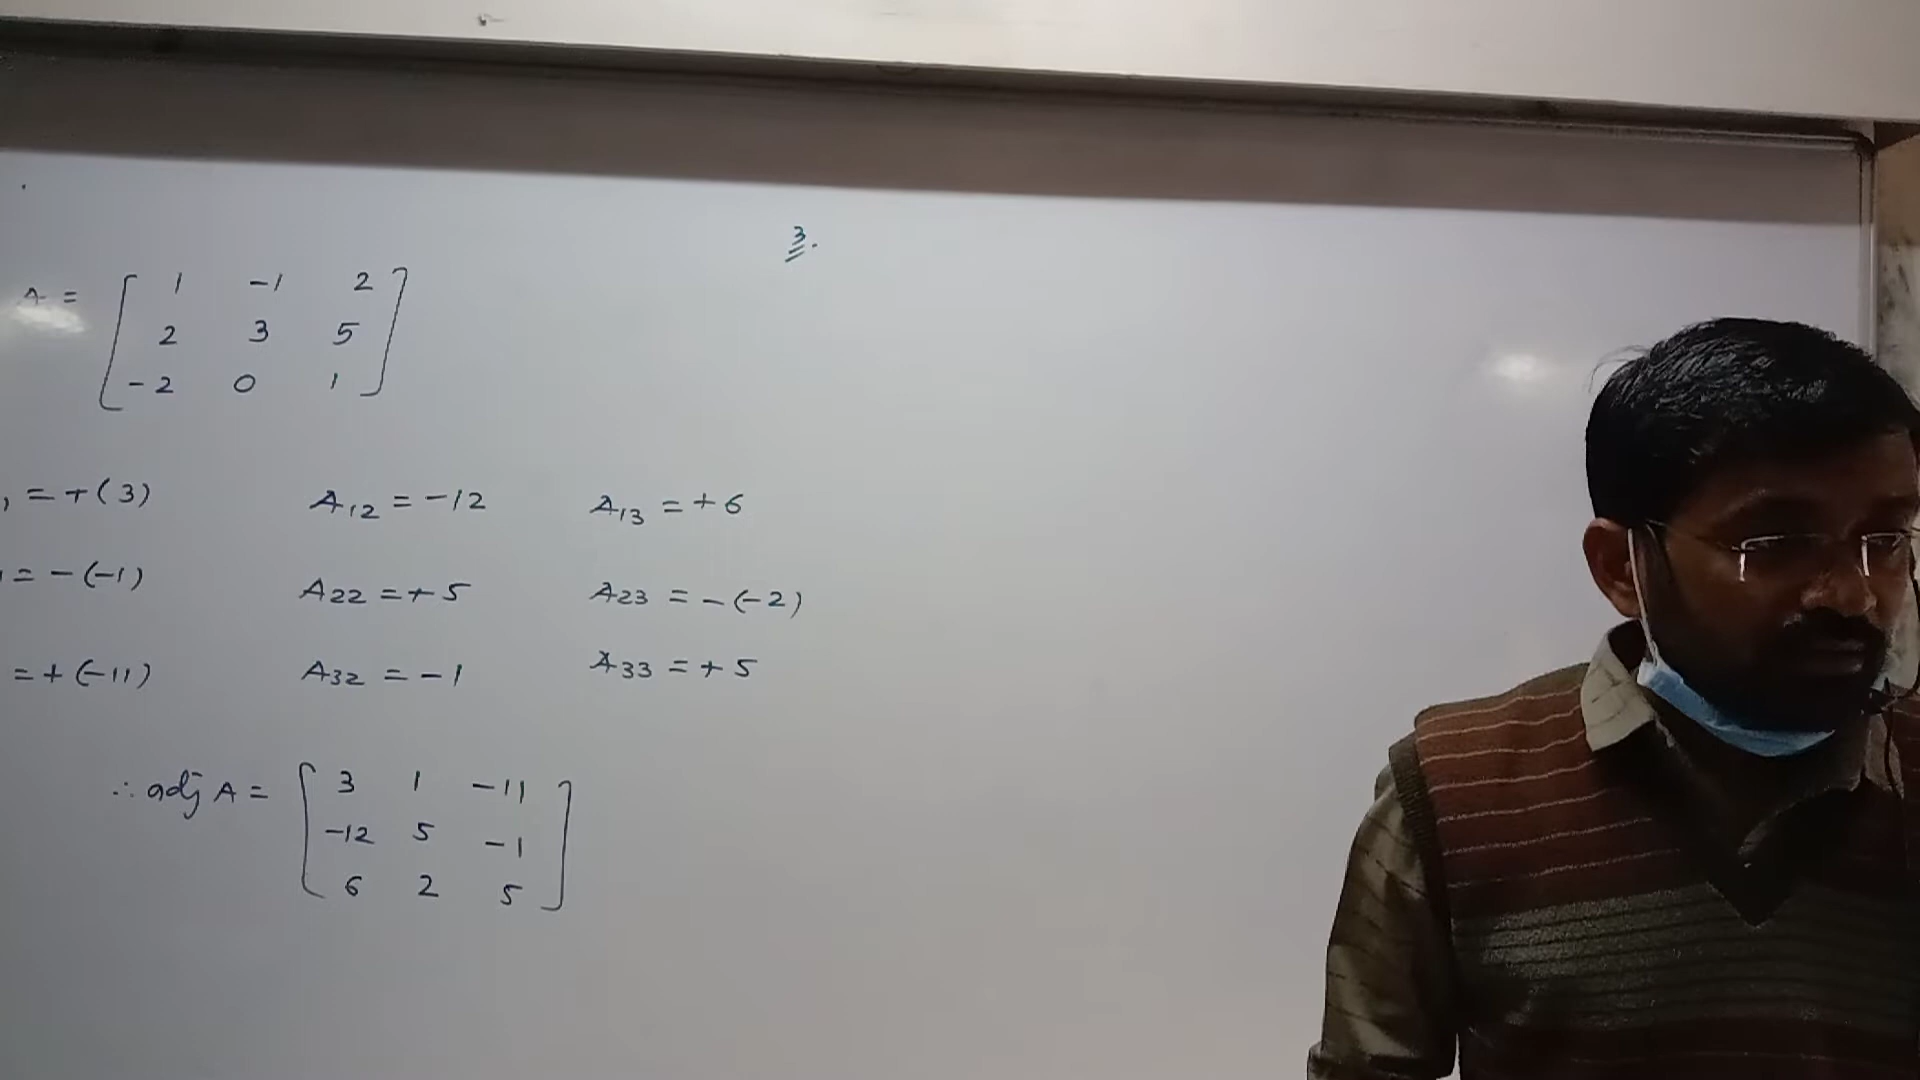 3.
A = [ 1 -1 2
2 3 5
-2 0 1 ]
1 = +(3) A12 = -12 A13 = +6
= -(-1) A22 = +5 A23 = -(-2)
= +(-11) A32 = -1 A33 = +5
∴ adj A = [ 3 1 -11
-12 5 -1
6 2 5 ]